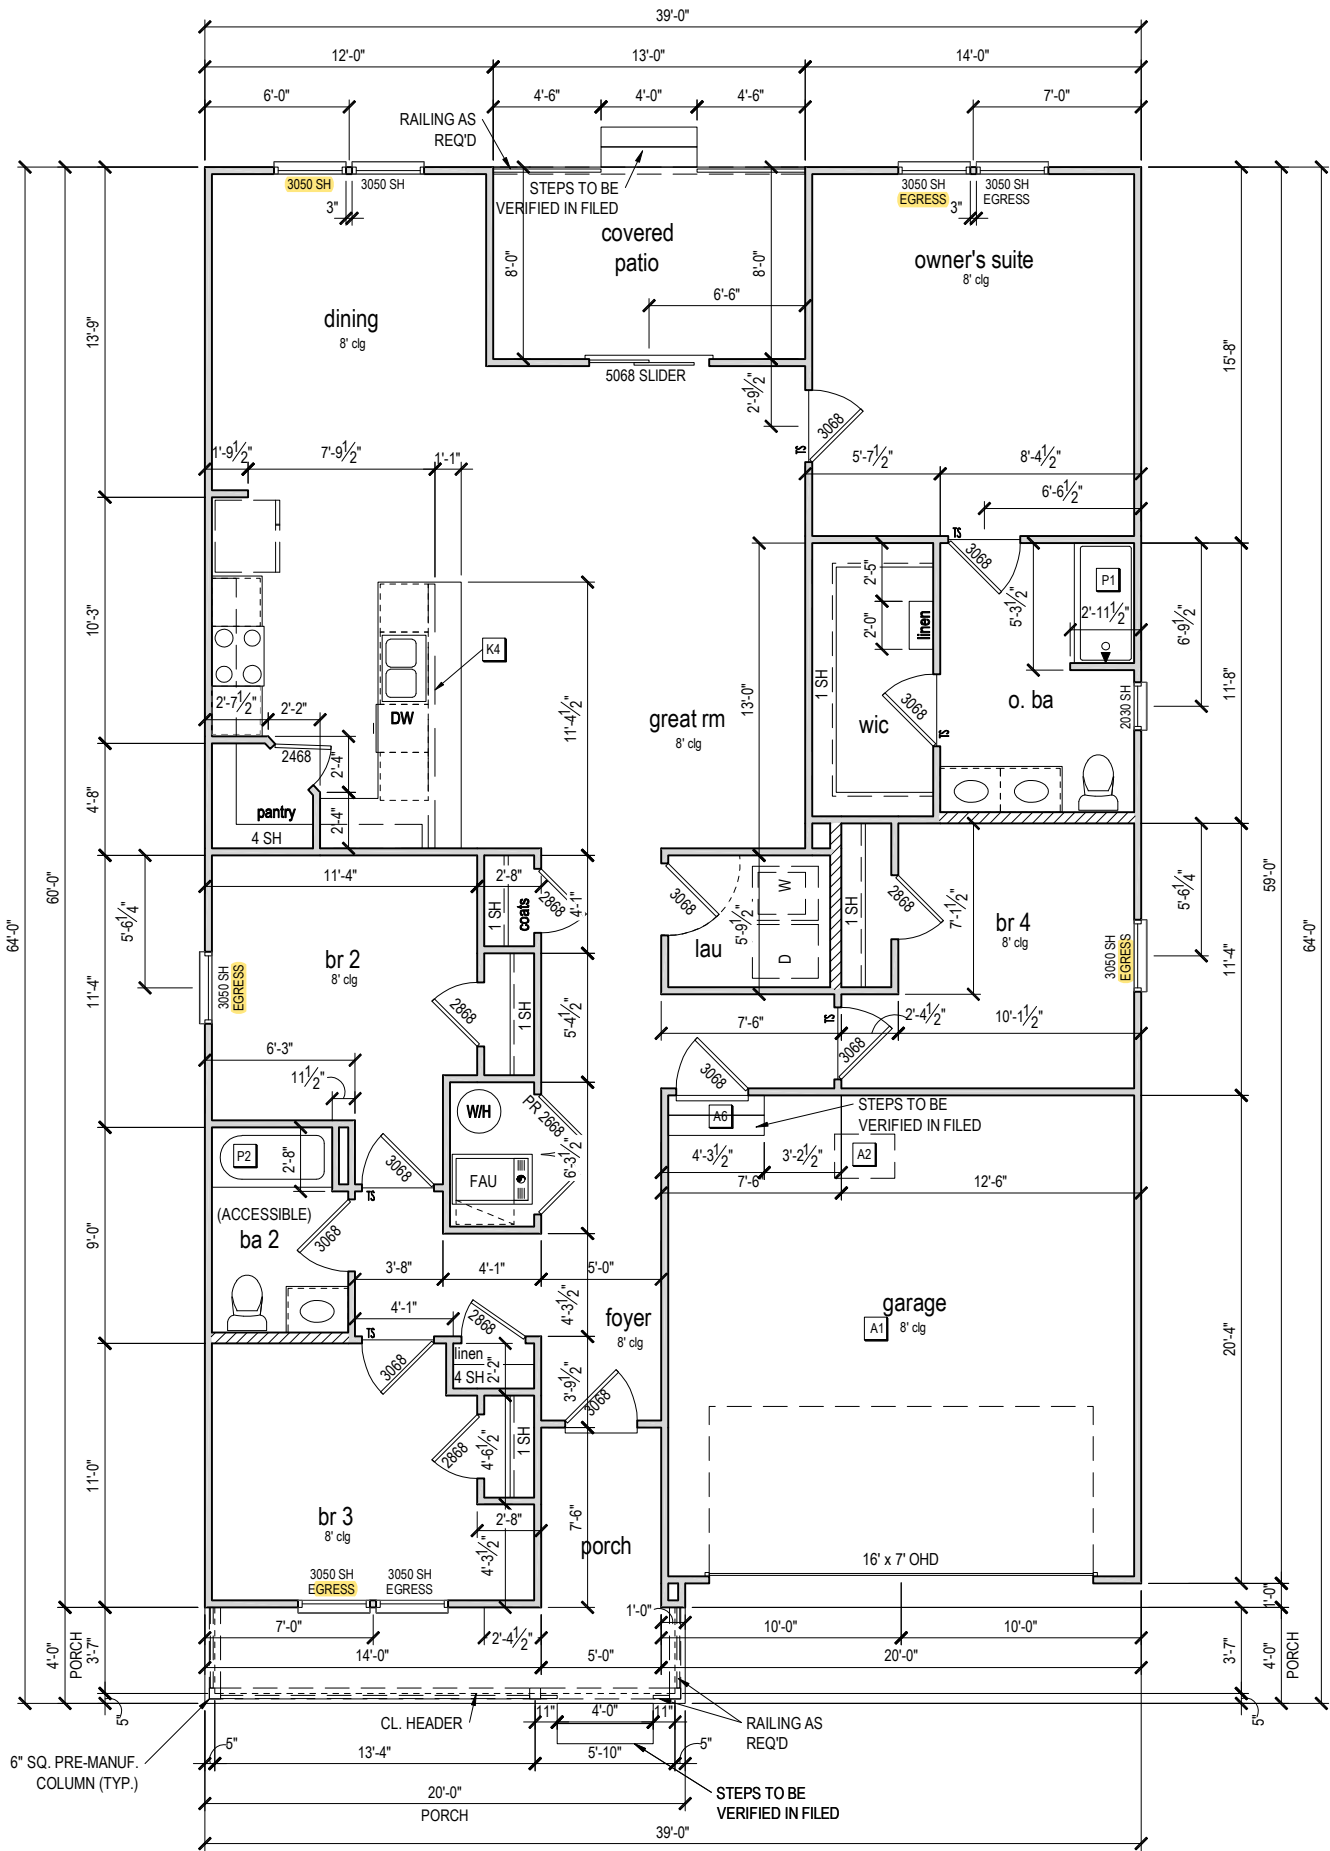 39'-0"
12'-0" 13'-0" 14'-0"
6'-0" 4'-6" 4'-0" 4'-6" 7'-0"
RAILING AS
REQ'D
3050 SH 3050 SH
3"
STEPS TO BE
VERIFIED IN FILED
3050 SH 3050 SH
EGRESS EGRESS
3"
covered
patio
8'-0" 8'-0"
6'-6"
owner's suite
8' clg
dining
8' clg
13'-9"
15'-8"
5068 SLIDER
2'-9½"
3068
TS
1'-9½" 7'-9½" 1'-1"
5'-7½" 8'-4½"
6'-6½"
TS
3068
P1
2'-5"
5'-3½"
2'-11½"
6'-9½"
2'-0"
linen
10'-3"
K4
1 SH
13'-0"
11'-8"
2030 SH
2'-7½" 2'-2"
DW
great rm
8' clg
11'-4½"
wic
3068
TS
o. ba
2468
2'-4"
pantry
4 SH
2'-4"
4'-8"
64'-0"
60'-0"
59'-0"
64'-0"
11'-4" 2'-8"
5'-6¼"
1 SH
coats
2868
4'-1"
3068
5'-9½"
W
D
lau
1 SH
2868
7'-1½"
br 4
8' clg
3050 SH
EGRESS
5'-6¼"
11'-4"
br 2
8' clg
3050 SH
EGRESS
11'-4"
2868
1 SH
5'-4½"
7'-6"
TS
3068
2'-4½"
10'-1½"
6'-3"
11½"
W/H
PR 2668
3068
A6
STEPS TO BE
VERIFIED IN FILED
P2
2'-8"
3068
TS
FAU
6'-3½"
4'-3½" 3'-2½"
A2
7'-6" 12'-6"
(ACCESSIBLE)
ba 2
3068
9'-0"
3'-8" 4'-1" 5'-0"
4'-1"
2868
4'-3½"
foyer
8' clg
garage
A1
8' clg
TS
3068
linen
4 SH
2'-2"
3'-9½"
3068
20'-4"
2868
4'-6½"
1 SH
11'-0"
br 3
8' clg
2'-8"
7'-6"
porch
16' x 7' OHD
4'-3½"
3050 SH 3050 SH
EGRESS EGRESS
1'-0"
1'-0"
7'-0" 2'-4½" 10'-0" 10'-0"
14'-0" 5'-0" 20'-0"
4'-0"
PORCH
3'-7"
3'-7"
4'-0"
PORCH
5"
5"
CL. HEADER
11" 4'-0" 11"
RAILING AS
REQ'D
6" SQ. PRE-MANUF.
COLUMN (TYP.)
5" 13'-4" 5'-10" 5"
20'-0"
PORCH
STEPS TO BE
VERIFIED IN FILED
39'-0"